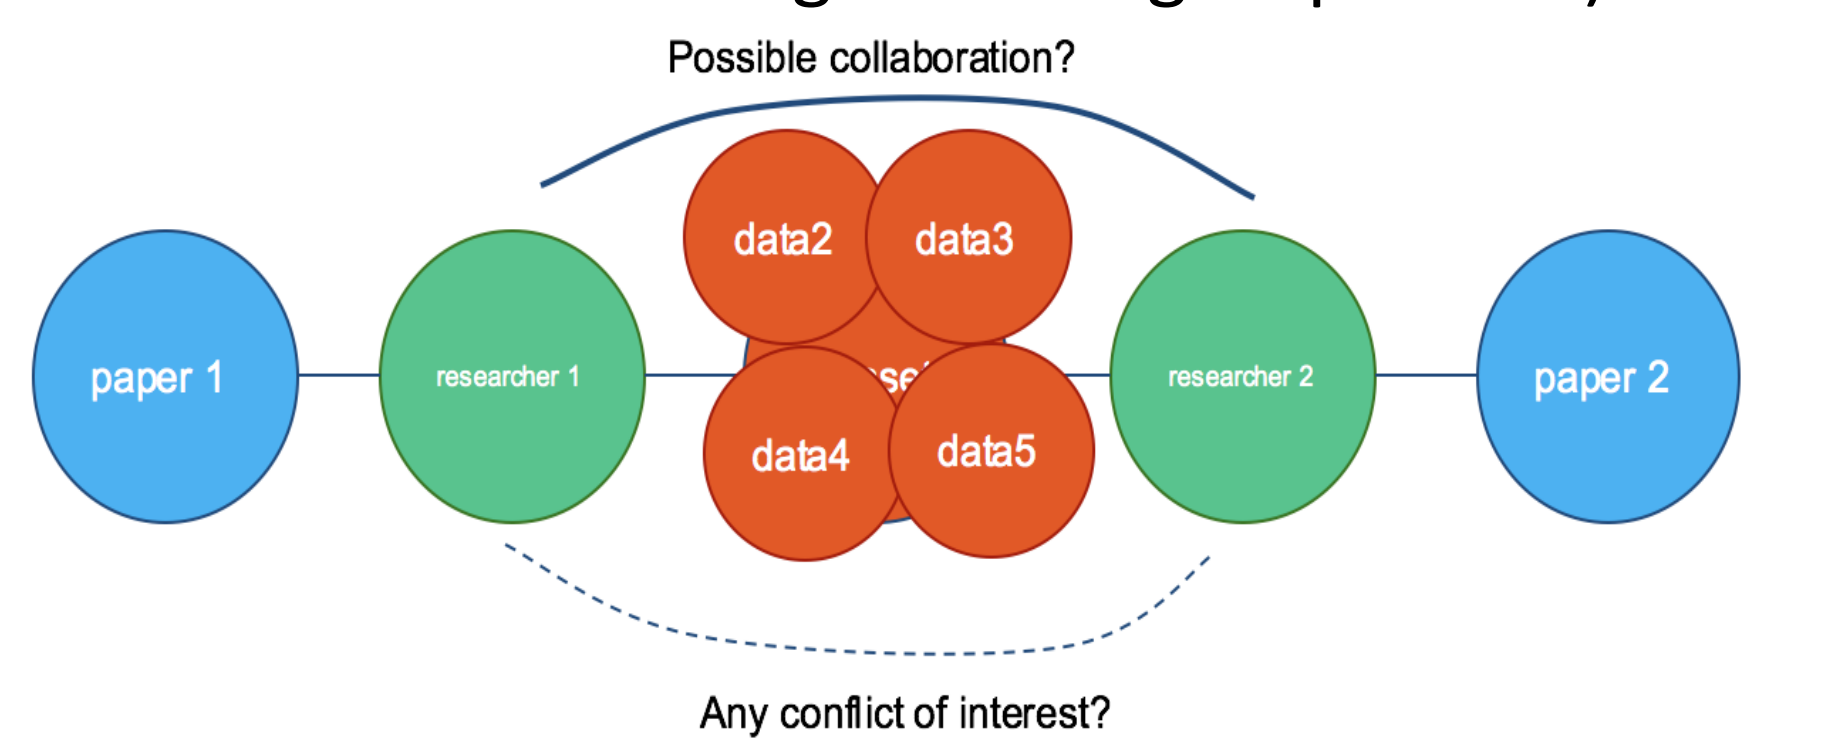 Possible collaboration?
data2
data3
paper 1
researcher 1
researcher 2
paper 2
data4
data5
Any conflict of interest?